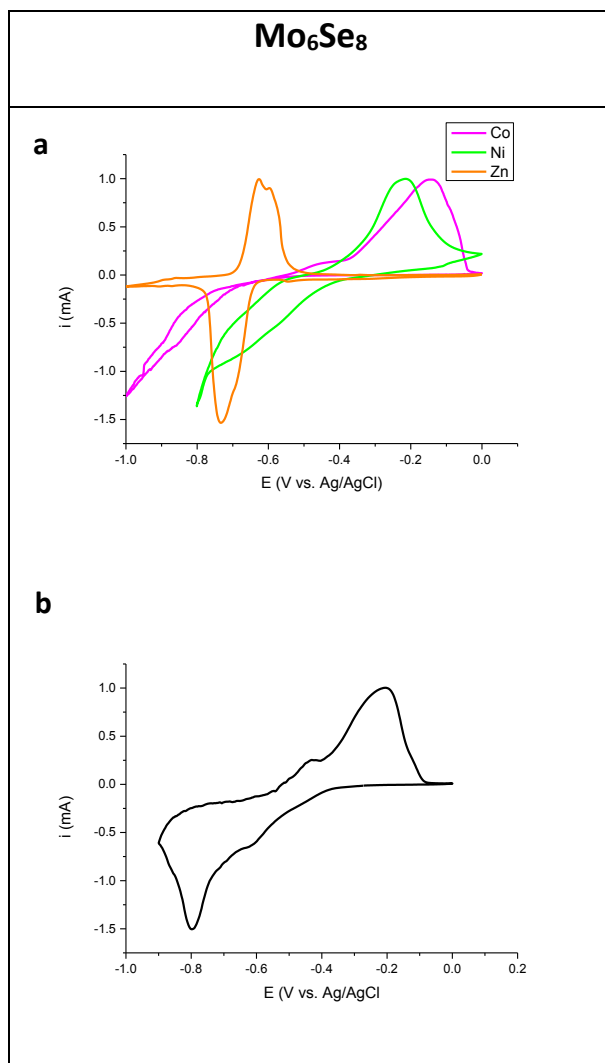 Mo₆Se₈
a
Co
Ni
Zn
1.0
0.5
0.0
-0.5
-1.0
-1.5
i (mA)
-1.0 -0.8 -0.6 -0.4 -0.2 0.0
E (V vs. Ag/AgCl)
b
1.0
0.5
0.0
-0.5
-1.0
-1.5
i (mA)
-1.0 -0.8 -0.6 -0.4 -0.2 0.0 0.2
E (V vs. Ag/AgCl